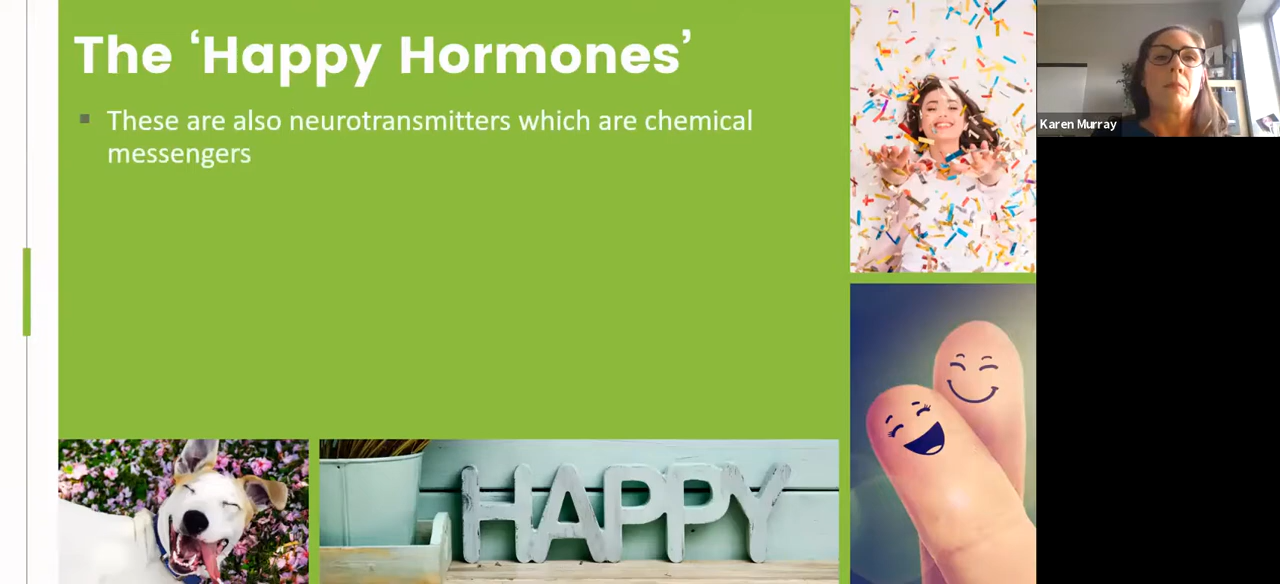 The ‘Happy Hormones’
These are also neurotransmitters which are chemical
messengers
Karen Murray
HAPPY